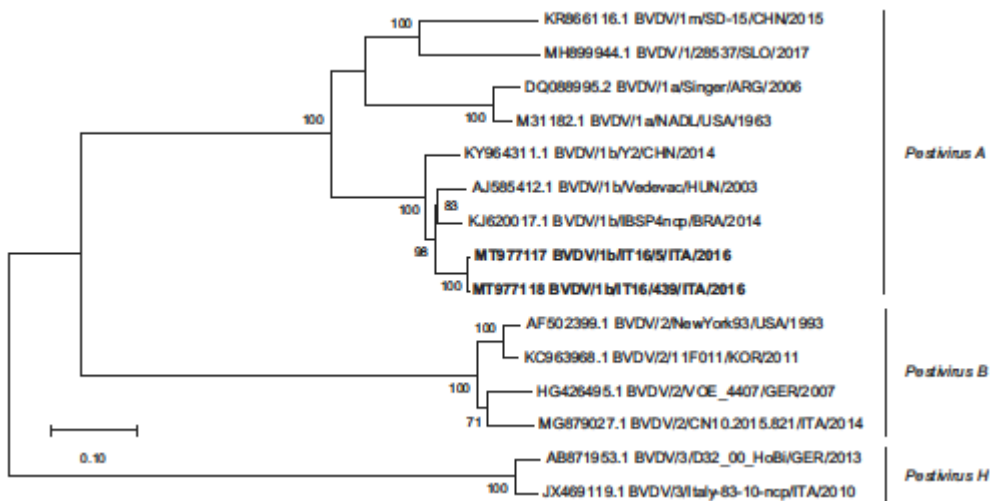 KR866116.1 BVDV/1m/SD-15/CHN/2015
100
MH899944.1 BVDV/1/28537/SLO/2017
DQ088995.2 BVDV/1a/Singer/ARG/2006
100
100
M31182.1 BVDV/1a/NADL/USA/1963
KY964311.1 BVDV/1b/Y2/CHN/2014
Pestivirus A
AJ585412.1 BVDV/1b/Vedevac/HUN/2003
100
83
KJ620017.1 BVDV/1b/IBSP4ncp/BRA/2014
98
MT977117 BVDV/1b/IT16/5/ITA/2016
100
MT977118 BVDV/1b/IT16/439/ITA/2016
AF502399.1 BVDV/2/NewYork93/USA/1993
100
KC963968.1 BVDV/2/11F011/KOR/2011
Pestivirus B
100
HG426495.1 BVDV/2/VOE_4407/GER/2007
71
MG879027.1 BVDV/2/CN10.2015.821/ITA/2014
0.10
AB871953.1 BVDV/3/D32_00_HoBi/GER/2013
Pestivirus H
100
JX469119.1 BVDV/3/Italy-83-10-ncp/ITA/2010